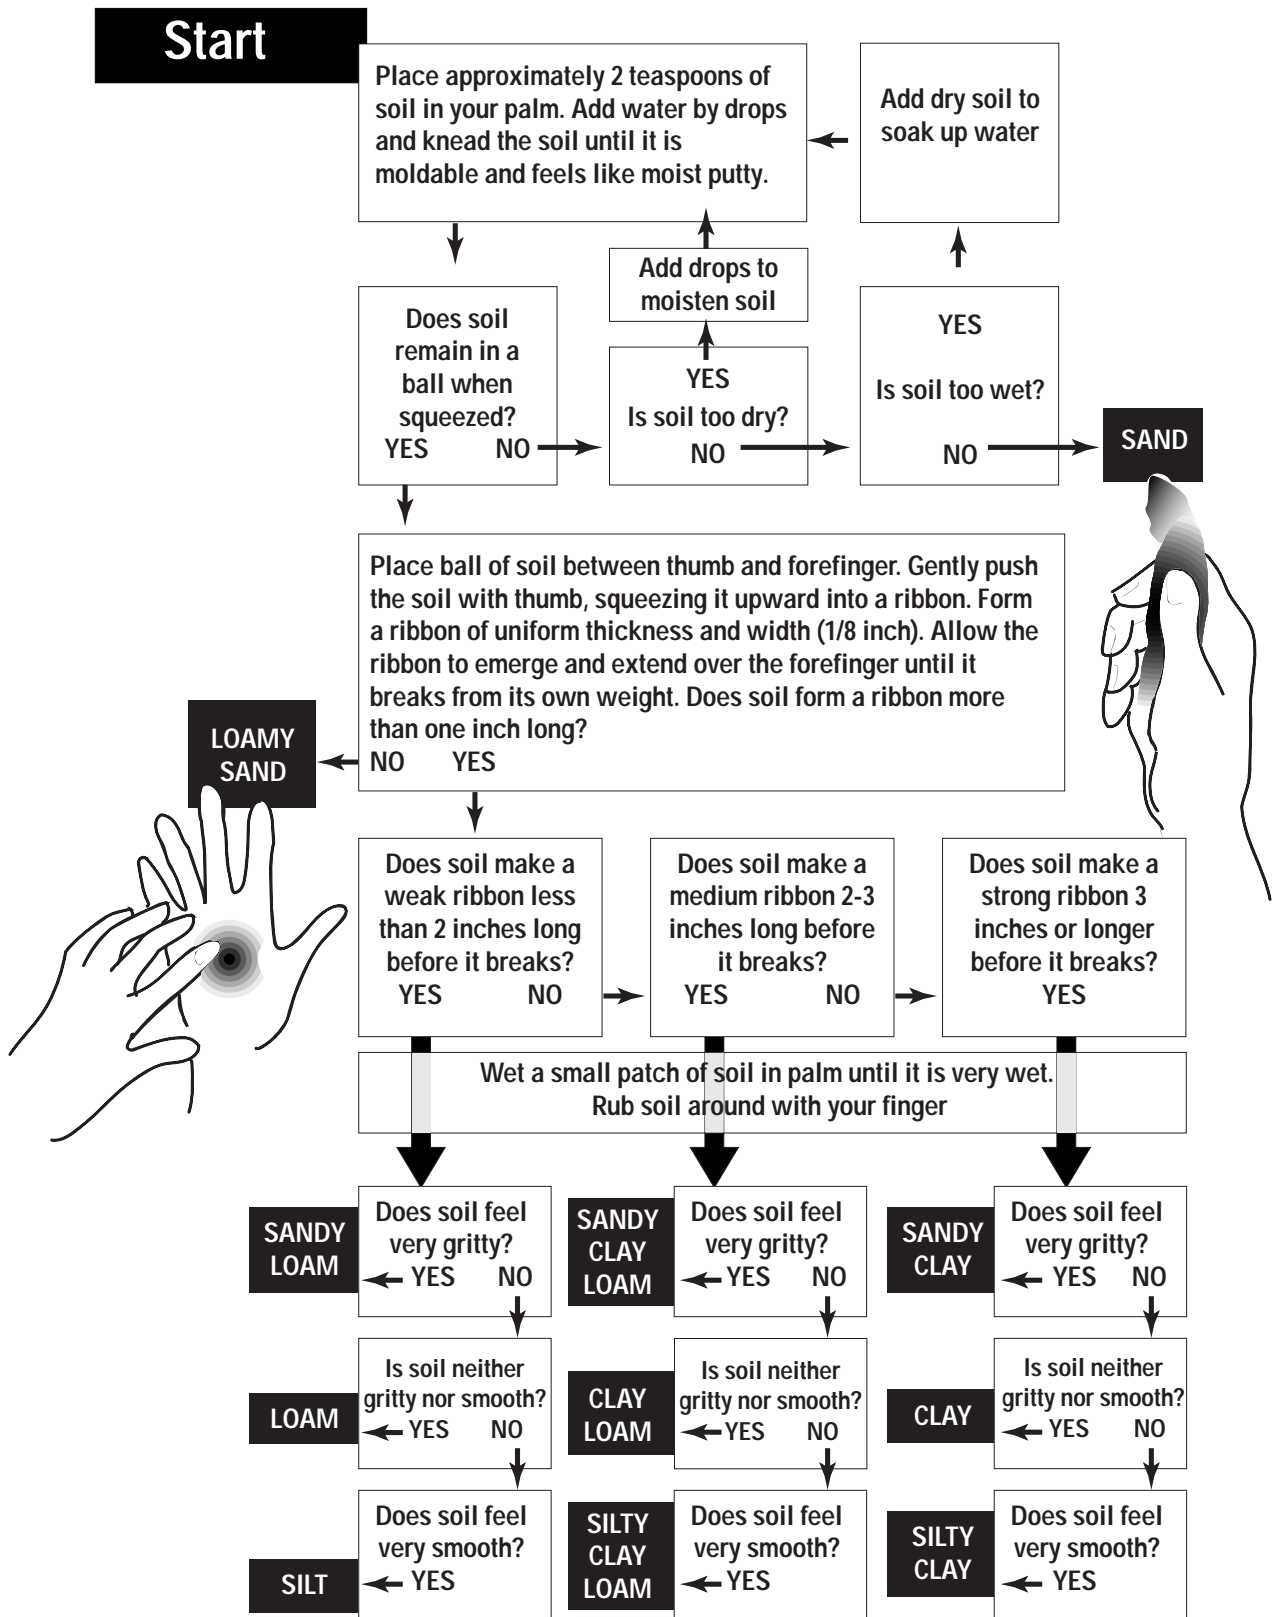 Start
Place approximately 2 teaspoons of
soil in your palm. Add water by drops
and knead the soil until it is
moldable and feels like moist putty.
Add dry soil to
soak up water
Add drops to
moisten soil
Does soil
remain in a
ball when
squeezed?
YES NO
YES
Is soil too dry?
NO
YES
Is soil too wet?
NO
SAND
Place ball of soil between thumb and forefinger. Gently push
the soil with thumb, squeezing it upward into a ribbon. Form
a ribbon of uniform thickness and width (1/8 inch). Allow the
ribbon to emerge and extend over the forefinger until it
breaks from its own weight. Does soil form a ribbon more
than one inch long?
NO YES
LOAMY
SAND
Does soil make a
weak ribbon less
than 2 inches long
before it breaks?
YES NO
Does soil make a
medium ribbon 2-3
inches long before
it breaks?
YES NO
Does soil make a
strong ribbon 3
inches or longer
before it breaks?
YES
Wet a small patch of soil in palm until it is very wet.
Rub soil around with your finger
SANDY
LOAM
Does soil feel
very gritty?
YES NO
SANDY
CLAY
LOAM
Does soil feel
very gritty?
YES NO
SANDY
CLAY
Does soil feel
very gritty?
YES NO
LOAM
Is soil neither
gritty nor smooth?
YES NO
CLAY
LOAM
Is soil neither
gritty nor smooth?
YES NO
CLAY
Is soil neither
gritty nor smooth?
YES NO
SILT
Does soil feel
very smooth?
YES
SILTY
CLAY
LOAM
Does soil feel
very smooth?
YES
SILTY
CLAY
Does soil feel
very smooth?
YES